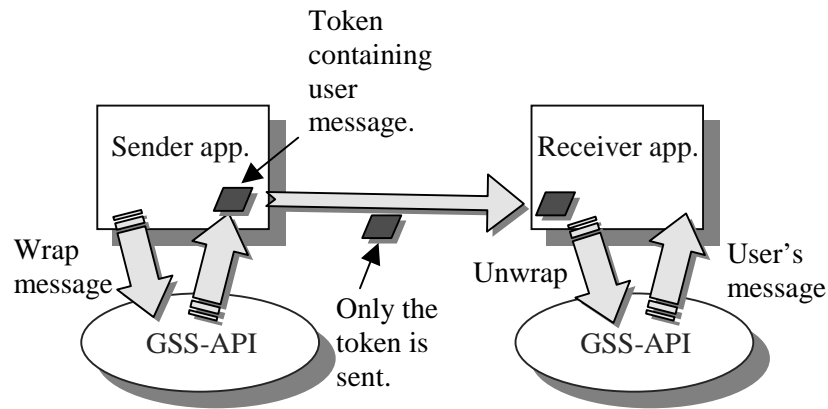 Token
containing
user
message.
Sender app.
Receiver app.
Wrap
message
Unwrap
User's
message
GSS-API
Only the
token is
sent.
GSS-API